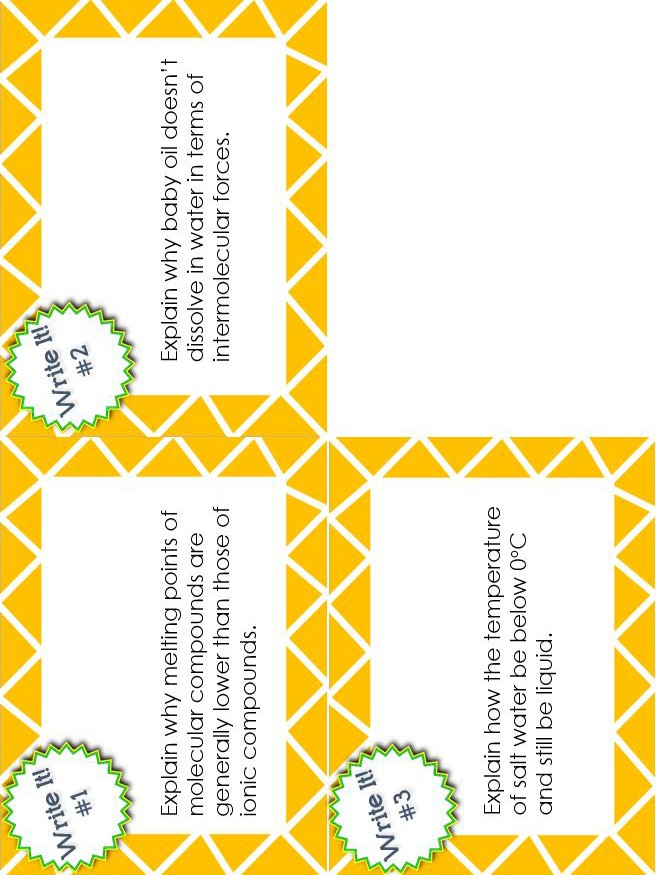 Write It!
#1
Explain why melting points of
molecular compounds are
generally lower than those of
ionic compounds.
Write It!
#2
Explain why baby oil doesn't
dissolve in water in terms of
intermolecular forces.
Write It!
#3
Explain how the temperature
of salt water be below 0°C
and still be liquid.